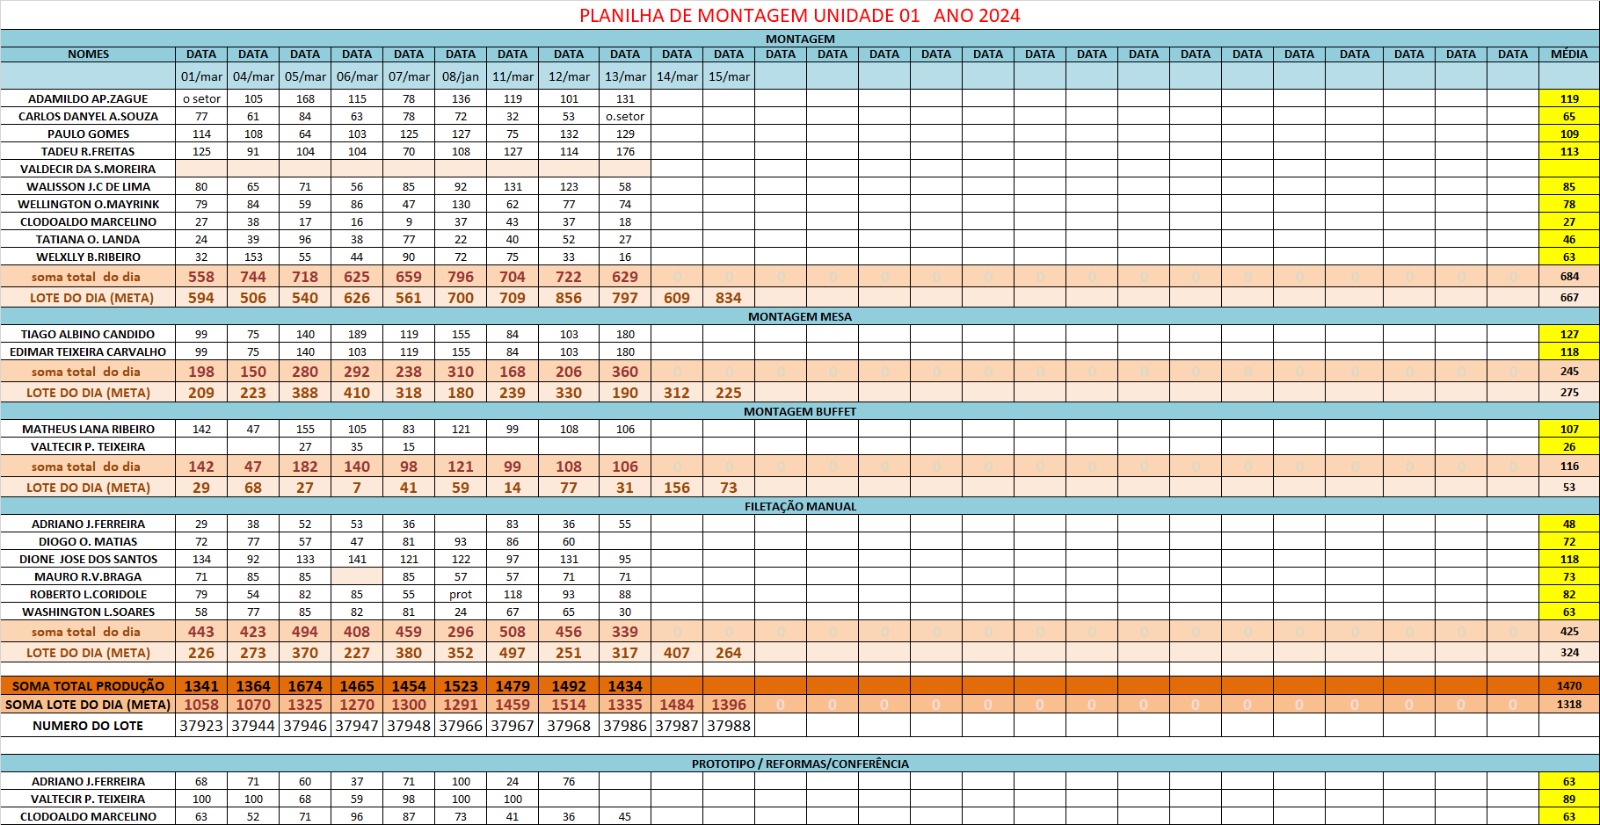 PLANILHA DE MONTAGEM UNIDADE 01 ANO 2024
MONTAGEM
NOMES DATA DATA DATA DATA DATA DATA DATA DATA DATA DATA DATA DATA DATA DATA DATA DATA DATA DATA DATA DATA DATA DATA DATA DATA DATA DATA MÉDIA
01/mar 04/mar 05/mar 06/mar 07/mar 08/jan 11/mar 12/mar 13/mar 14/mar 15/mar
ADAMILDO AP.ZAGUE o setor 105 168 115 78 136 119 101 131 119
CARLOS DANYEL A.SOUZA 77 61 84 63 78 72 32 53 o.setor 65
PAULO GOMES 114 108 64 103 125 127 75 132 129 109
TADEU R.FREITAS 125 91 104 104 70 108 127 114 176 113
VALDECIR DA S.MOREIRA
WALISSON J.C DE LIMA 80 65 71 56 85 92 131 123 58 85
WELLINGTON O.MAYRINK 79 84 59 86 47 130 62 77 74 78
CLODOALDO MARCELINO 27 38 17 16 9 37 43 37 18 27
TATIANA O. LANDA 24 39 96 38 77 22 40 52 27 46
WELXLLY B.RIBEIRO 32 153 55 44 90 72 75 33 16 63
soma total do dia 558 744 718 625 659 796 704 722 629 0 0 0 0 0 0 0 0 0 0 0 0 0 0 0 0 0 684
LOTE DO DIA (META) 594 506 540 626 561 700 709 856 797 609 834 667
MONTAGEM MESA
TIAGO ALBINO CANDIDO 99 75 140 189 119 155 84 103 180 127
EDIMAR TEIXEIRA CARVALHO 99 75 140 103 119 155 84 103 180 118
soma total do dia 198 150 280 292 238 310 168 206 360 0 0 0 0 0 0 0 0 0 0 0 0 0 0 0 0 0 245
LOTE DO DIA (META) 209 223 388 410 318 180 239 330 190 312 225 275
MONTAGEM BUFFET
MATHEUS LANA RIBEIRO 142 47 155 105 83 121 99 108 106 107
VALTECIR P. TEIXEIRA 27 35 15 26
soma total do dia 142 47 182 140 98 121 99 108 106 0 0 0 0 0 0 0 0 0 0 0 0 0 0 0 0 0 116
LOTE DO DIA (META) 29 68 27 7 41 59 14 77 31 156 73 53
FILETAÇÃO MANUAL
ADRIANO J.FERREIRA 29 38 52 53 36 83 36 55 48
DIOGO O. MATIAS 72 77 57 47 81 93 86 60 72
DIONE JOSE DOS SANTOS 134 92 133 141 121 122 97 131 95 118
MAURO R.V.BRAGA 71 85 85 85 57 57 71 71 73
ROBERTO L.CORIDOLE 79 54 82 85 55 prot 118 93 88 82
WASHINGTON L.SOARES 58 77 85 82 81 24 67 65 30 63
soma total do dia 443 423 494 408 459 296 508 456 339 0 0 0 0 0 0 0 0 0 0 0 0 0 0 0 0 0 425
LOTE DO DIA (META) 226 273 370 227 380 352 497 251 317 407 264 324
SOMA TOTAL PRODUÇÃO 1341 1364 1674 1465 1454 1523 1479 1492 1434 1470
SOMA LOTE DO DIA (META) 1058 1070 1325 1270 1300 1291 1459 1514 1335 1484 1396 0 0 0 0 0 0 0 0 0 0 0 0 0 0 0 1318
NUMERO DO LOTE 37923 37944 37946 37947 37948 37966 37967 37968 37986 37987 37988
PROTOTIPO / REFORMAS/CONFERÊNCIA
ADRIANO J.FERREIRA 68 71 60 37 71 100 24 76 63
VALTECIR P. TEIXEIRA 100 100 68 59 98 100 100 89
CLODOALDO MARCELINO 63 52 71 96 87 73 41 36 45 63